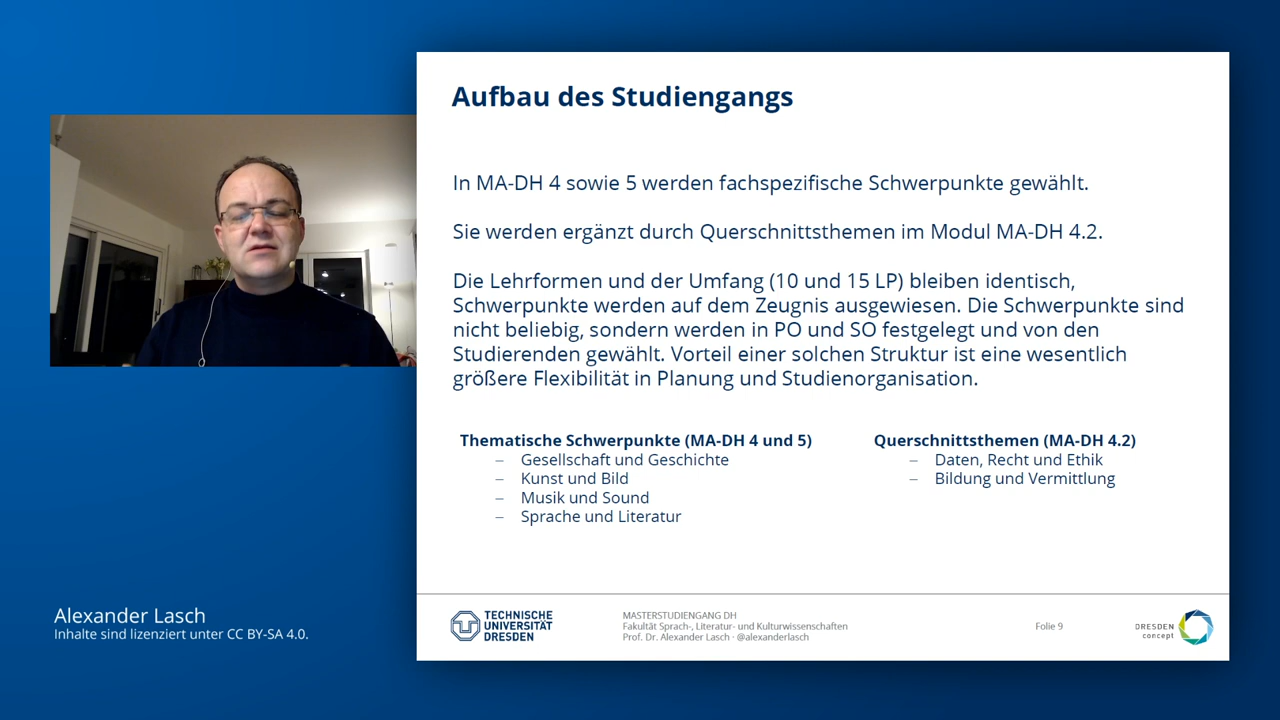 Aufbau des Studiengangs
In MA-DH 4 sowie 5 werden fachspezifische Schwerpunkte gewählt.
Sie werden ergänzt durch Querschnittsthemen im Modul MA-DH 4.2.
Die Lehrformen und der Umfang (10 und 15 LP) bleiben identisch,
Schwerpunkte werden auf dem Zeugnis ausgewiesen. Die Schwerpunkte sind
nicht beliebig, sondern werden in PO und SO festgelegt und von den
Studierenden gewählt. Vorteil einer solchen Struktur ist eine wesentlich
größere Flexibilität in Planung und Studienorganisation.
Thematische Schwerpunkte (MA-DH 4 und 5)
– Gesellschaft und Geschichte
– Kunst und Bild
– Musik und Sound
– Sprache und Literatur
Querschnittsthemen (MA-DH 4.2)
– Daten, Recht und Ethik
– Bildung und Vermittlung
Alexander Lasch
Inhalte sind lizenziert unter CC BY-SA 4.0.
TECHNISCHE
UNIVERSITÄT
DRESDEN
MASTERSTUDIENGANG DH
Fakultät Sprach-, Literatur- und Kulturwissenschaften
Prof. Dr. Alexander Lasch · @alexanderlasch
Folie 9
DRESDEN
concept